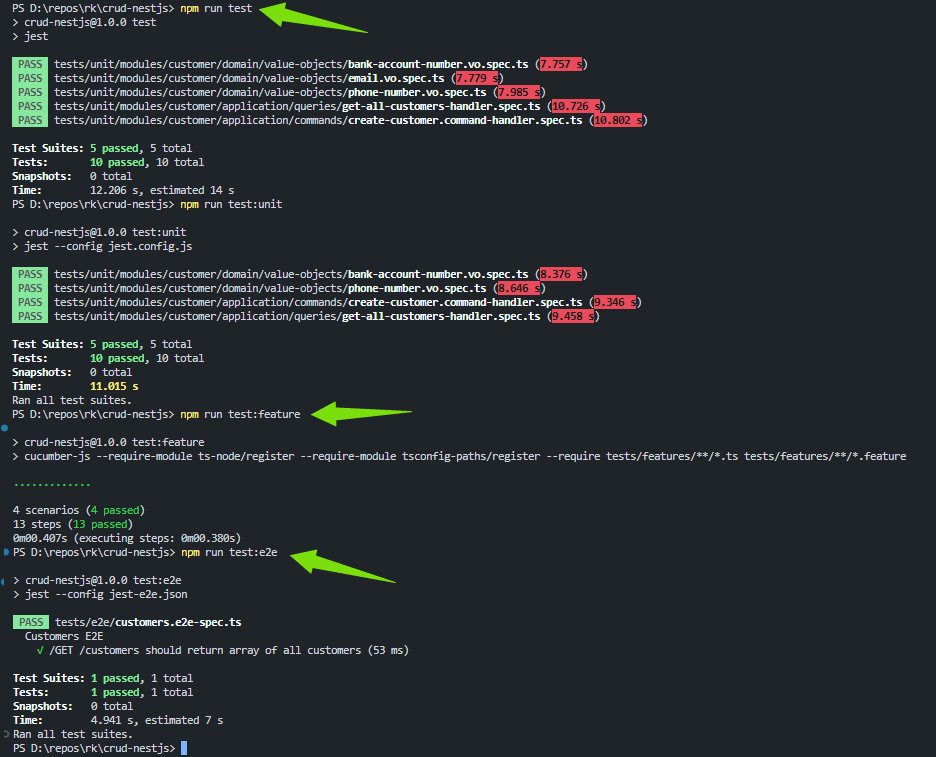 PS D:\repos\rk\crud-nestjs> npm run test
> crud-nestjs@1.0.0 test
> jest
PASS tests/unit/modules/customer/domain/value-objects/bank-account-number.vo.spec.ts (7.757 s)
PASS tests/unit/modules/customer/domain/value-objects/email.vo.spec.ts (7.779 s)
PASS tests/unit/modules/customer/domain/value-objects/phone-number.vo.spec.ts (7.985 s)
PASS tests/unit/modules/customer/application/queries/get-all-customers-handler.spec.ts (10.726 s)
PASS tests/unit/modules/customer/application/commands/create-customer.command-handler.spec.ts (10.802 s)
Test Suites: 5 passed, 5 total
Tests: 10 passed, 10 total
Snapshots: 0 total
Time: 12.206 s, estimated 14 s
PS D:\repos\rk\crud-nestjs> npm run test:unit
> crud-nestjs@1.0.0 test:unit
> jest --config jest.config.js
PASS tests/unit/modules/customer/domain/value-objects/bank-account-number.vo.spec.ts (8.376 s)
PASS tests/unit/modules/customer/domain/value-objects/phone-number.vo.spec.ts (8.646 s)
PASS tests/unit/modules/customer/application/commands/create-customer.command-handler.spec.ts (9.346 s)
PASS tests/unit/modules/customer/application/queries/get-all-customers-handler.spec.ts (9.458 s)
Test Suites: 5 passed, 5 total
Tests: 10 passed, 10 total
Snapshots: 0 total
Time: 11.015 s
Ran all test suites.
PS D:\repos\rk\crud-nestjs> npm run test:feature
> crud-nestjs@1.0.0 test:feature
> cucumber-js --require-module ts-node/register --require-module tsconfig-paths/register --require tests/features/**/*.ts tests/features/**/*.feature
.............
4 scenarios (4 passed)
13 steps (13 passed)
0m00.407s (executing steps: 0m00.380s)
PS D:\repos\rk\crud-nestjs> npm run test:e2e
> crud-nestjs@1.0.0 test:e2e
> jest --config jest-e2e.json
PASS tests/e2e/customers.e2e-spec.ts
Customers E2E
√ /GET /customers should return array of all customers (53 ms)
Test Suites: 1 passed, 1 total
Tests: 1 passed, 1 total
Snapshots: 0 total
Time: 4.941 s, estimated 7 s
Ran all test suites.
PS D:\repos\rk\crud-nestjs>